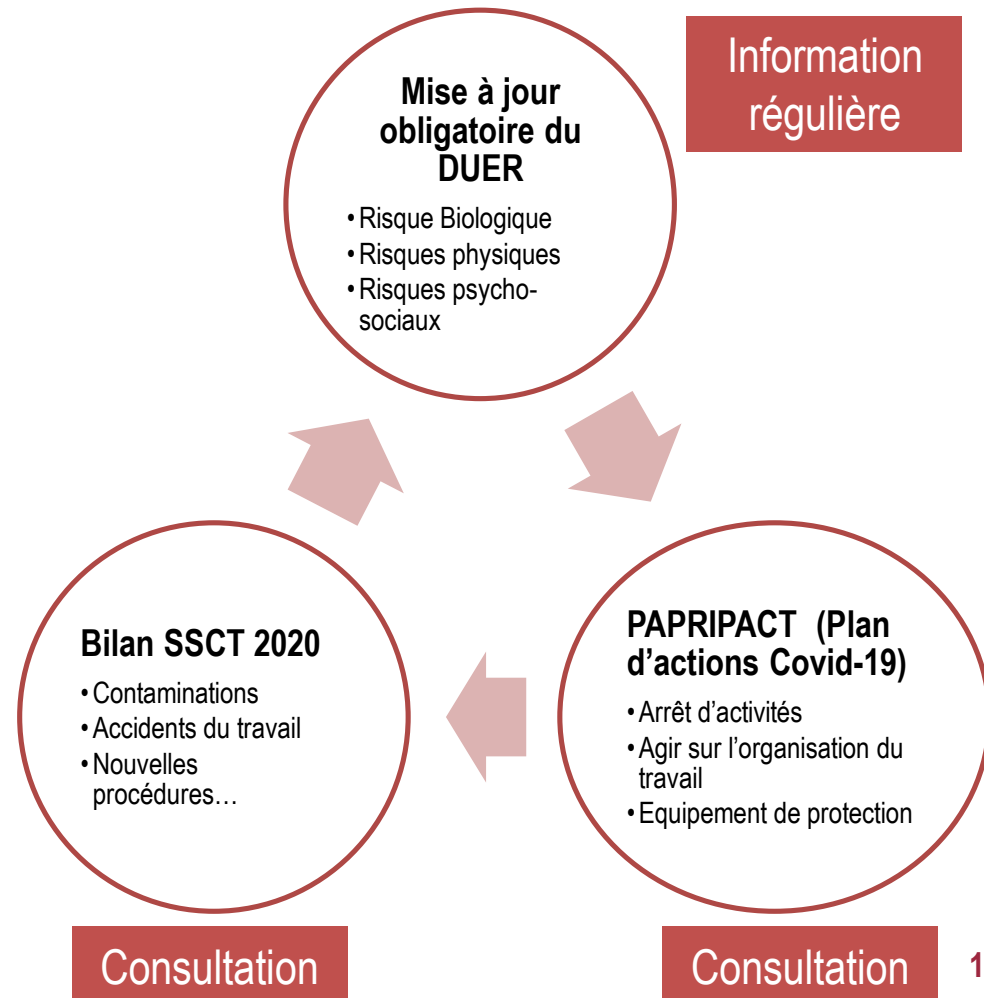 Information
régulière
Mise à jour
obligatoire du
DUER
•Risque Biologique
•Risques physiques
•Risques psycho-
sociaux
PAPRIPACT (Plan
d’actions Covid-19)
•Arrêt d’activités
•Agir sur l’organisation du
travail
•Equipement de protection
Bilan SSCT 2020
•Contaminations
•Accidents du travail
•Nouvelles
procédures…
Consultation
Consultation
1